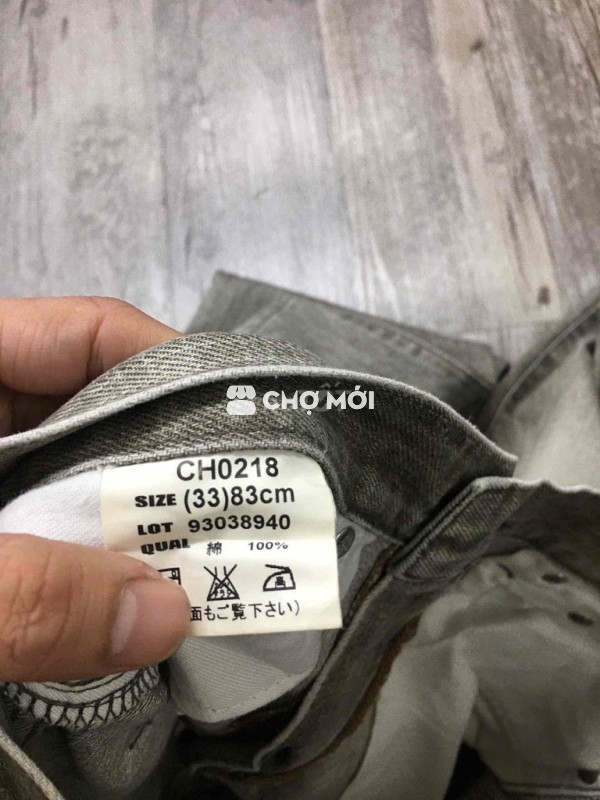 CHỢ MỚI
CH0218
SIZE (33)83cm
LOT 93038940
QUAL 綿 100%
面もご覧下さい)